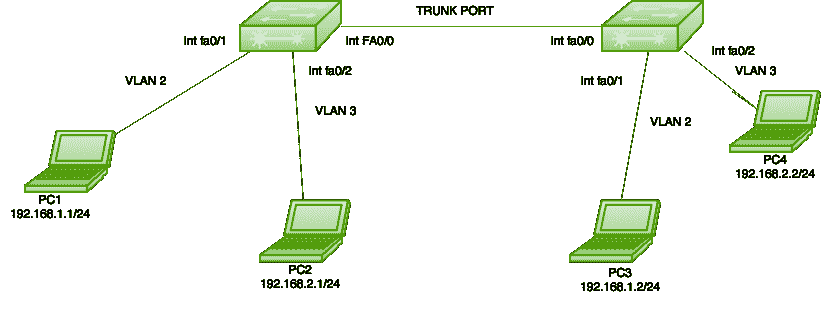 TRUNK PORT
Int fa0/1
Int FA0/0
Int fa0/0
Int fa0/2
VLAN 2
Int fa0/2
VLAN 3
Int fa0/1
VLAN 3
VLAN 2
PC1
192.168.1.1/24
PC2
192.168.2.1/24
PC3
192.168.1.2/24
PC4
192.168.2.2/24